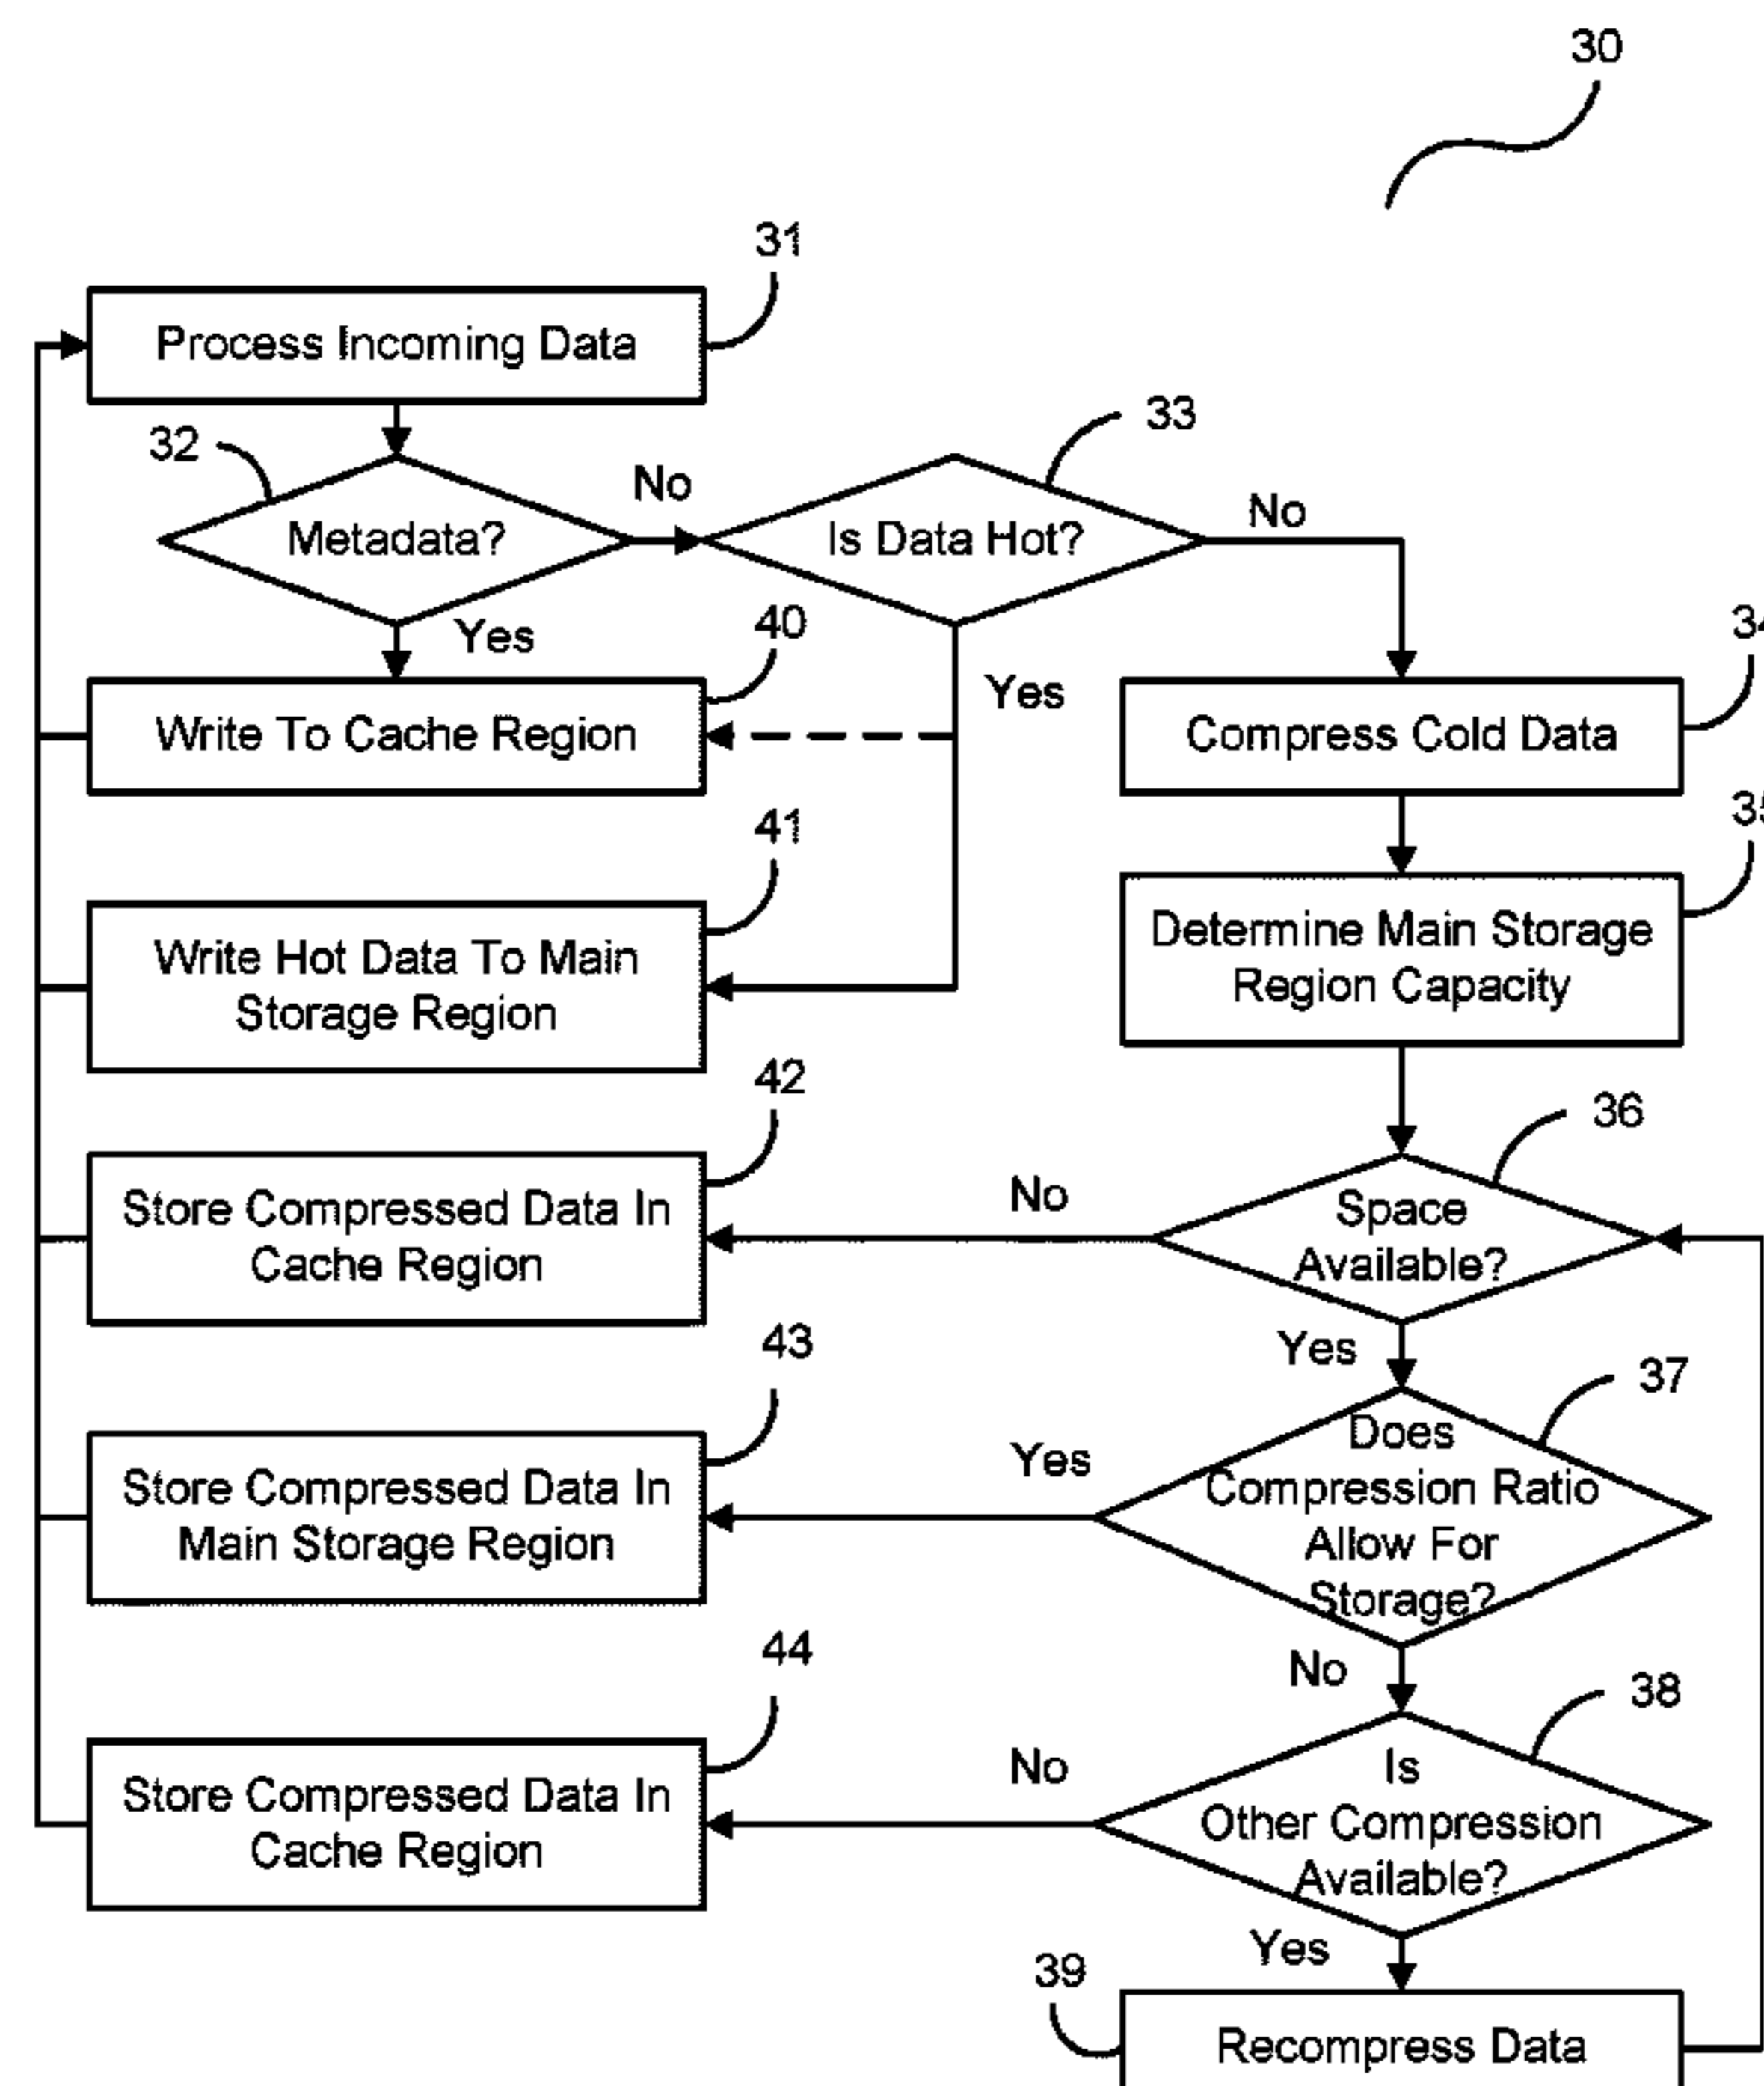 30
31
Process Incoming Data
32
Metadata?
No
33
Is Data Hot?
No
Yes
40
Write To Cache Region
Yes
34
Compress Cold Data
41
Write Hot Data To Main
Storage Region
35
Determine Main Storage
Region Capacity
42
Store Compressed Data In
Cache Region
No
36
Space
Available?
Yes
43
Store Compressed Data In
Main Storage Region
Yes
37
Does
Compression Ratio
Allow For
Storage?
No
44
Store Compressed Data In
Cache Region
No
38
Is
Other Compression
Available?
Yes
39
Recompress Data